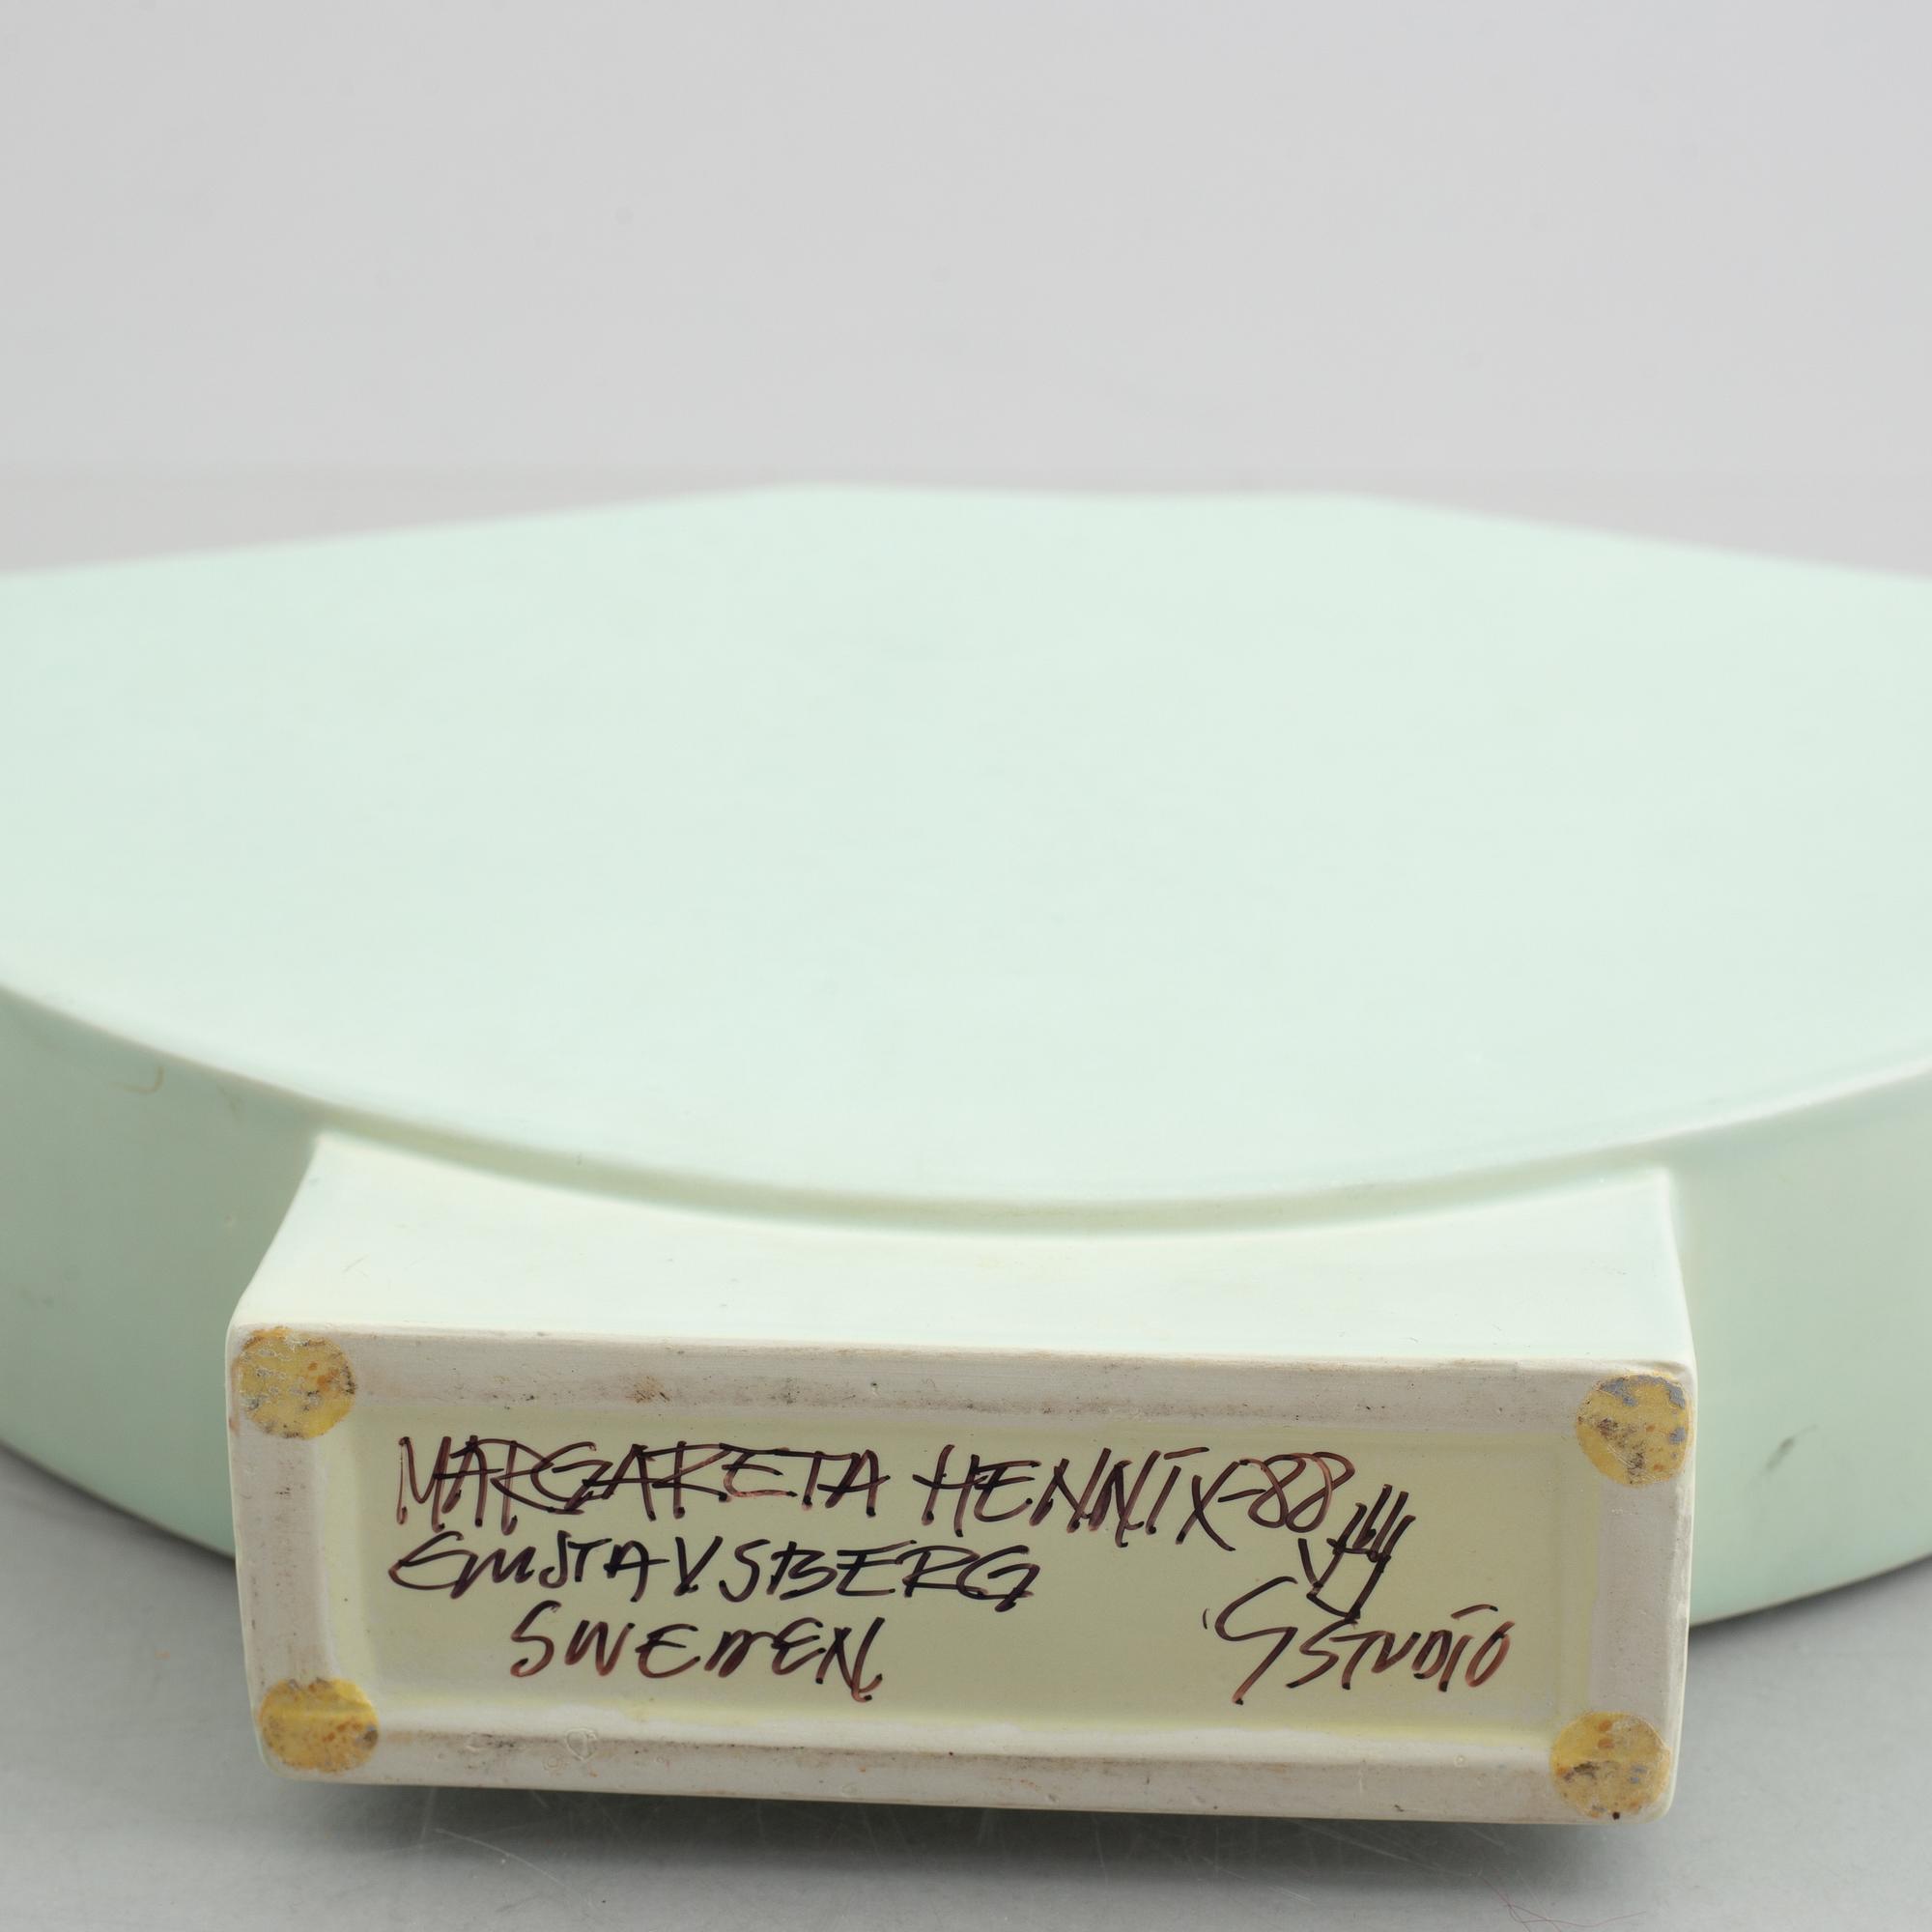 MARGARETA HENNIX-88
GUSTAVSBERG
SWEDEN
G STUDIO